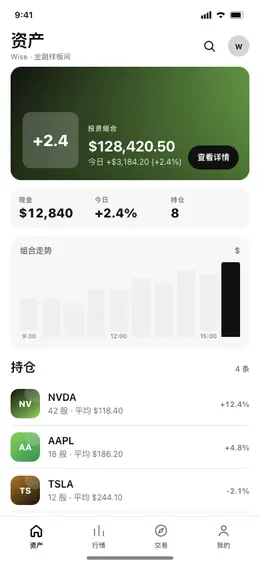 9:41
资产
Wise · 金融样板间
W
+2.4
投资组合
$128,420.50
今日 +$3,184.20 (+2.4%)
查看详情
现金
今日
持仓
$12,840
+2.4%
8
组合走势
$
9:30
12:00
15:00
持仓
4 条
NV
NVDA
42 股 · 平均 $118.40
+12.4%
AA
AAPL
18 股 · 平均 $186.20
+4.8%
TS
TSLA
12 股 · 平均 $244.10
-2.1%
资产
行情
交易
我的